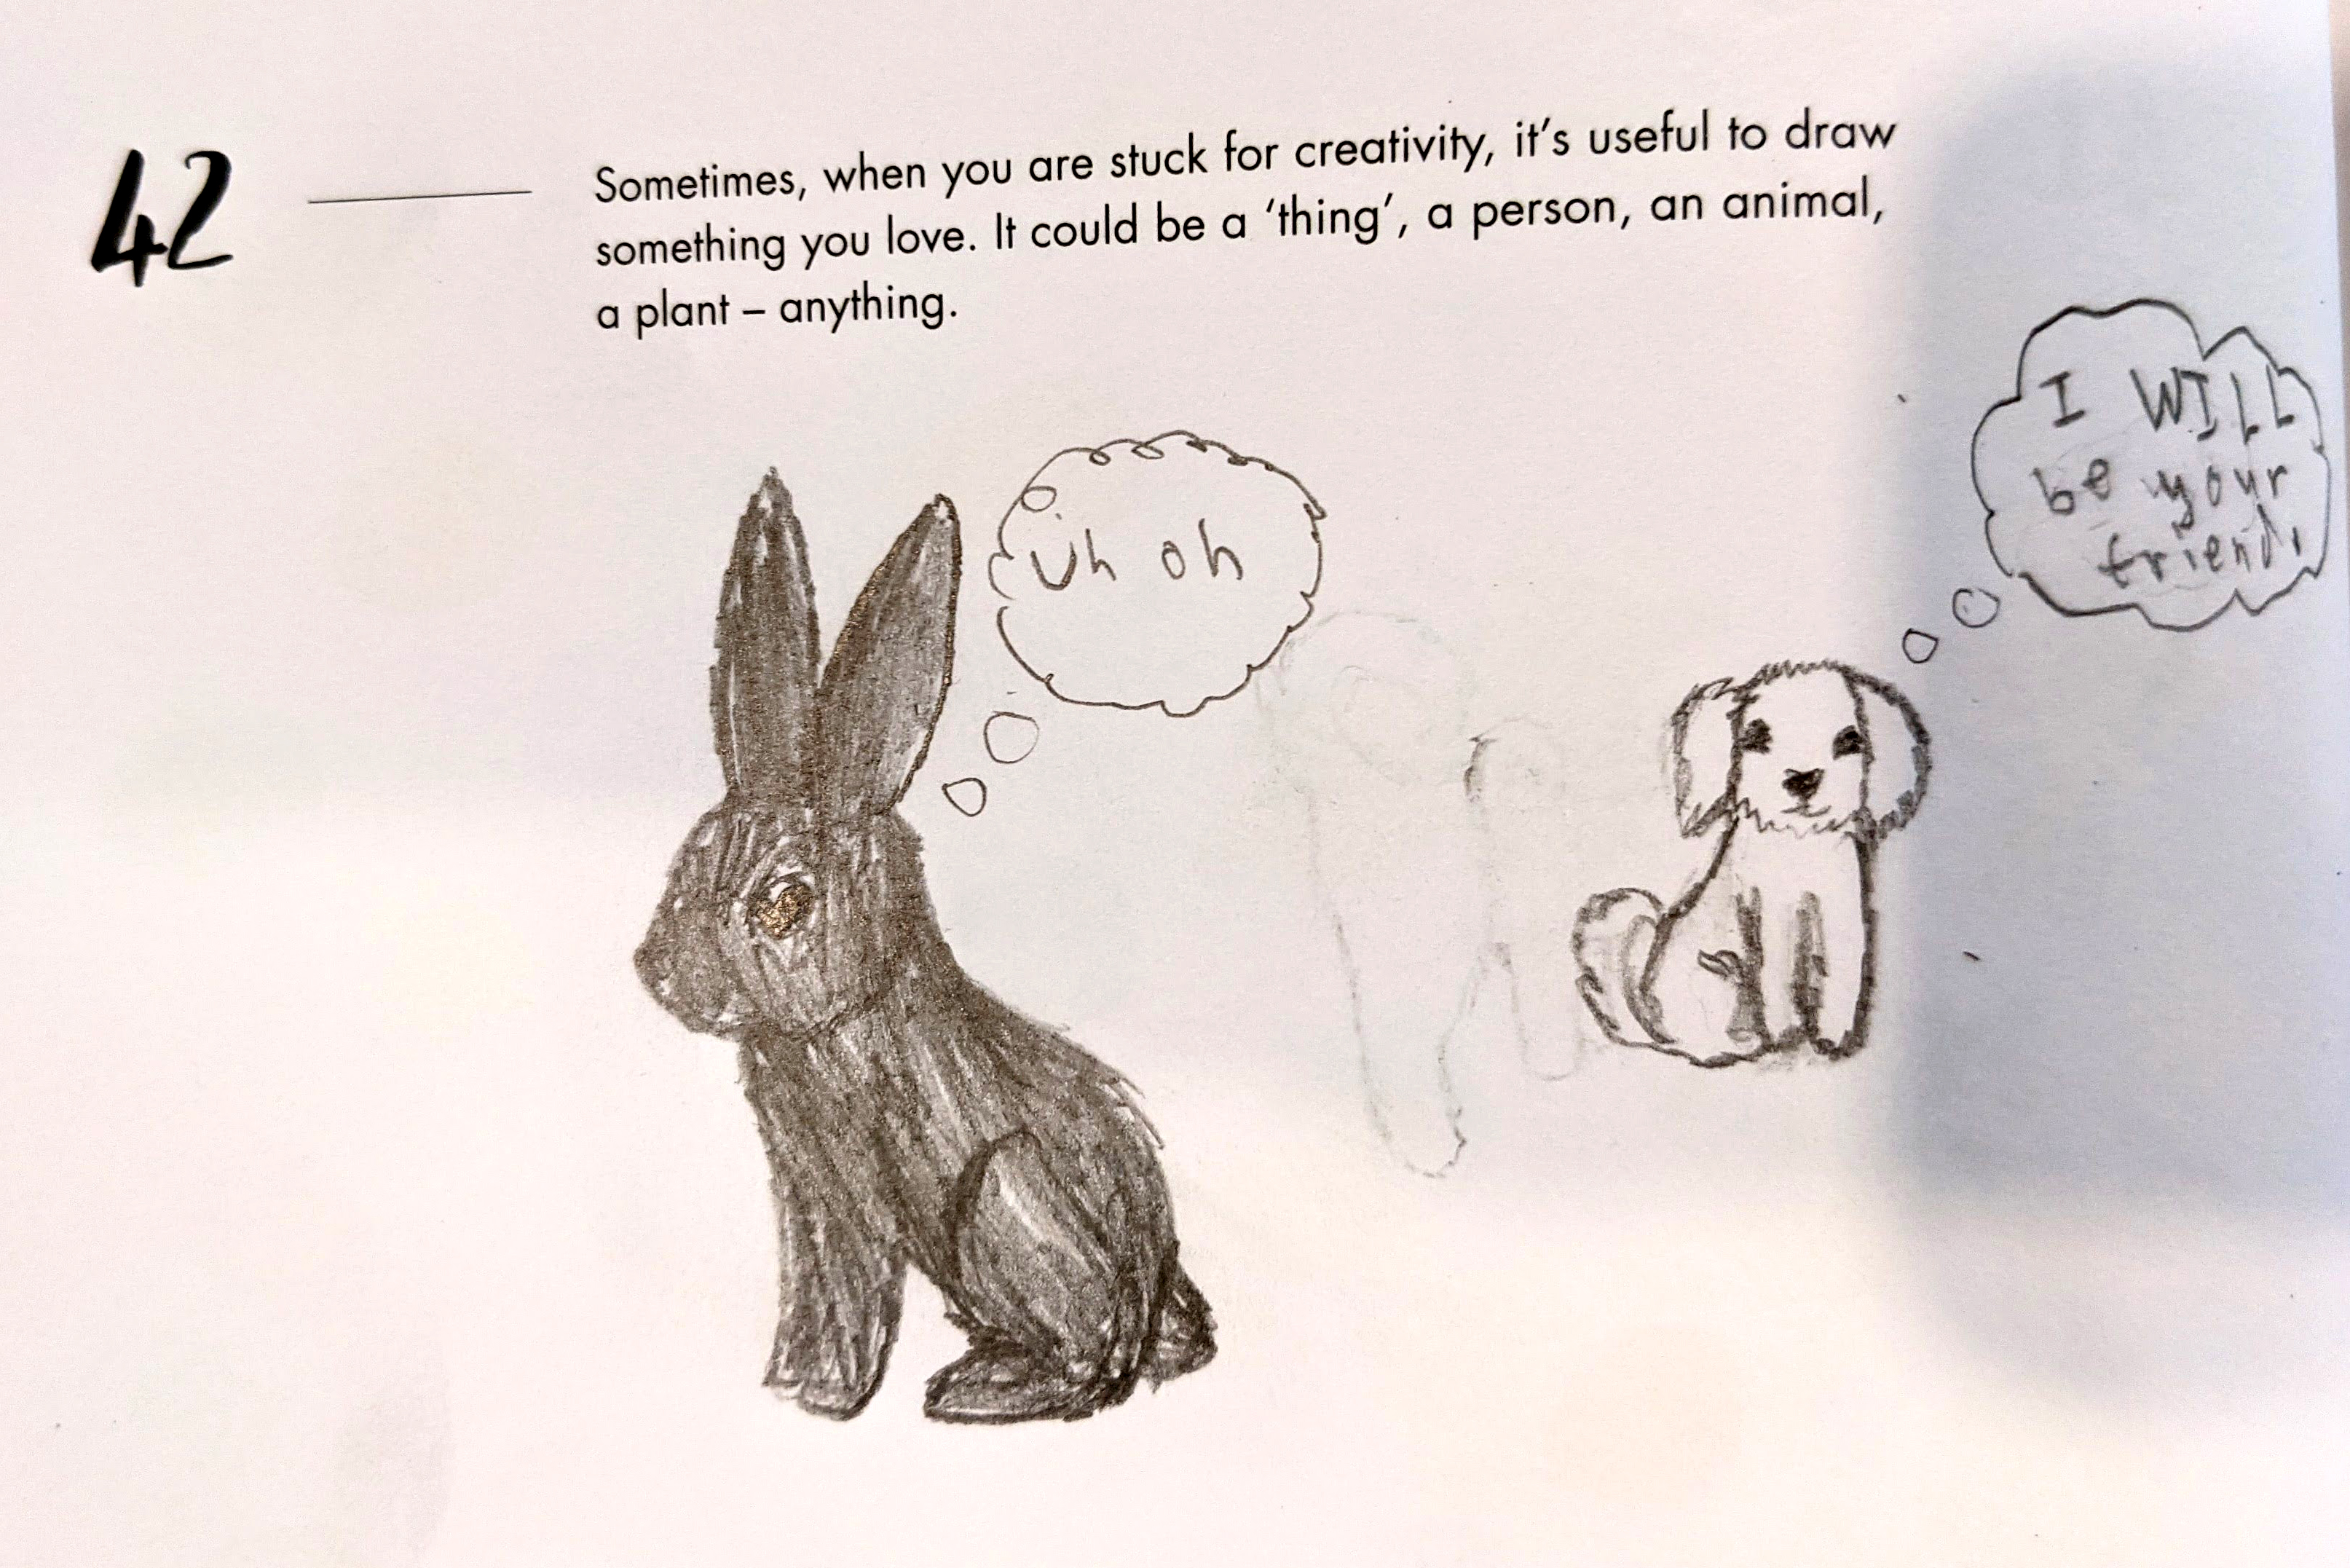 42
Sometimes, when you are stuck for creativity, it's useful to draw
something you love. It could be a 'thing', a person, an animal,
a plant – anything.
Uh oh
I WILL
be your
friend.